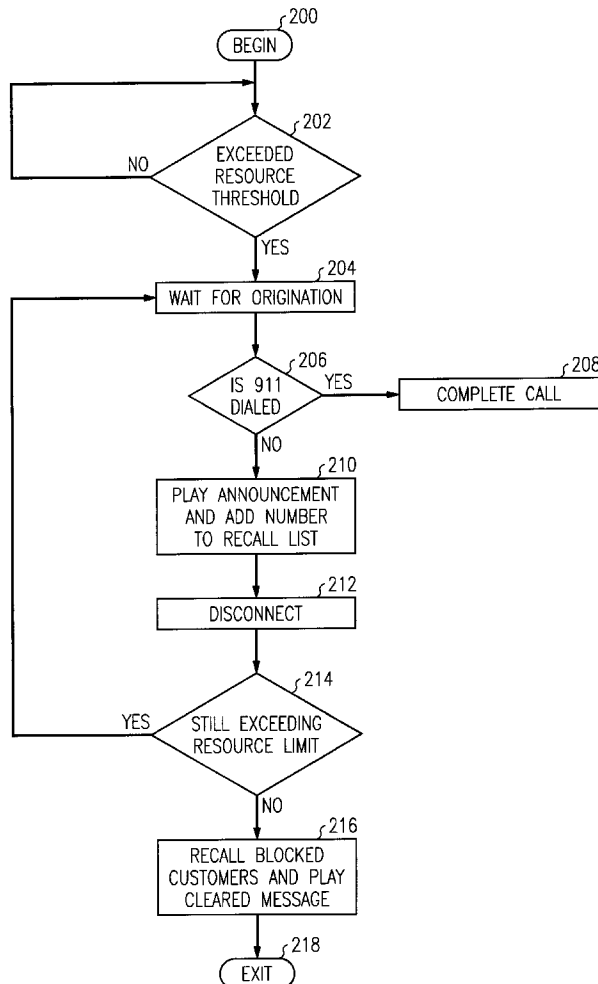 200
BEGIN
202
EXCEEDED
RESOURCE
THRESHOLD
NO
YES
204
WAIT FOR ORIGINATION
206
IS 911
DIALED
YES
208
COMPLETE CALL
NO
210
PLAY ANNOUNCEMENT
AND ADD NUMBER
TO RECALL LIST
212
DISCONNECT
214
STILL EXCEEDING
RESOURCE LIMIT
YES
NO
216
RECALL BLOCKED
CUSTOMERS AND PLAY
CLEARED MESSAGE
218
EXIT